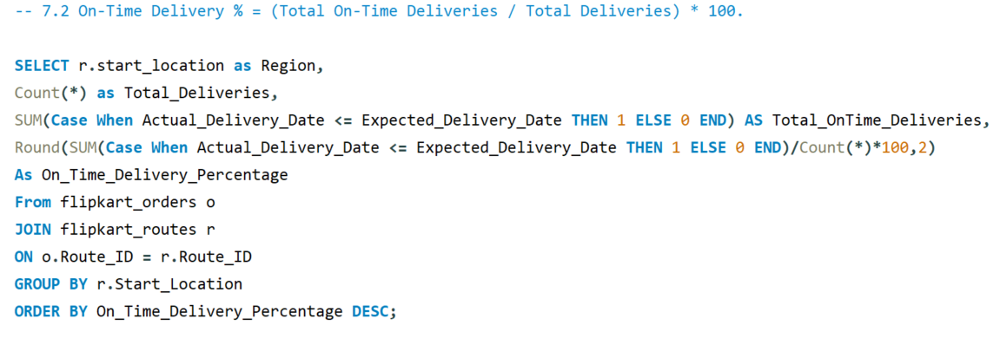 -- 7.2 On-Time Delivery % = (Total On-Time Deliveries / Total Deliveries) * 100.
SELECT r.start_location as Region,
Count(*) as Total_Deliveries,
SUM(Case When Actual_Delivery_Date <= Expected_Delivery_Date THEN 1 ELSE 0 END) AS Total_OnTime_Deliveries,
Round(SUM(Case When Actual_Delivery_Date <= Expected_Delivery_Date THEN 1 ELSE 0 END)/Count(*)*100,2)
As On_Time_Delivery_Percentage
From flipkart_orders o
JOIN flipkart_routes r
ON o.Route_ID = r.Route_ID
GROUP BY r.Start_Location
ORDER BY On_Time_Delivery_Percentage DESC;